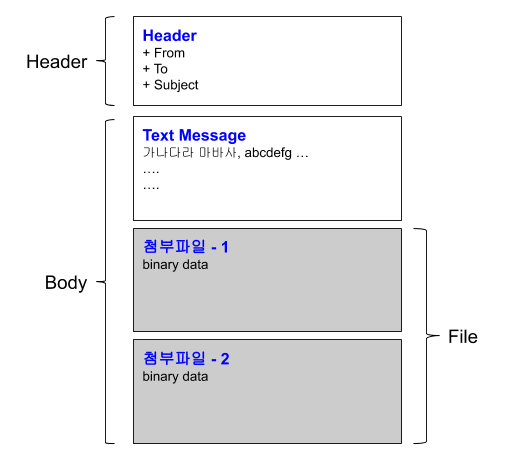 Header
Header
+ From
+ To
+ Subject
Body
Text Message
가나다라 마바사, abcdefg …
….
….
첨부파일 - 1
binary data
File
첨부파일 - 2
binary data